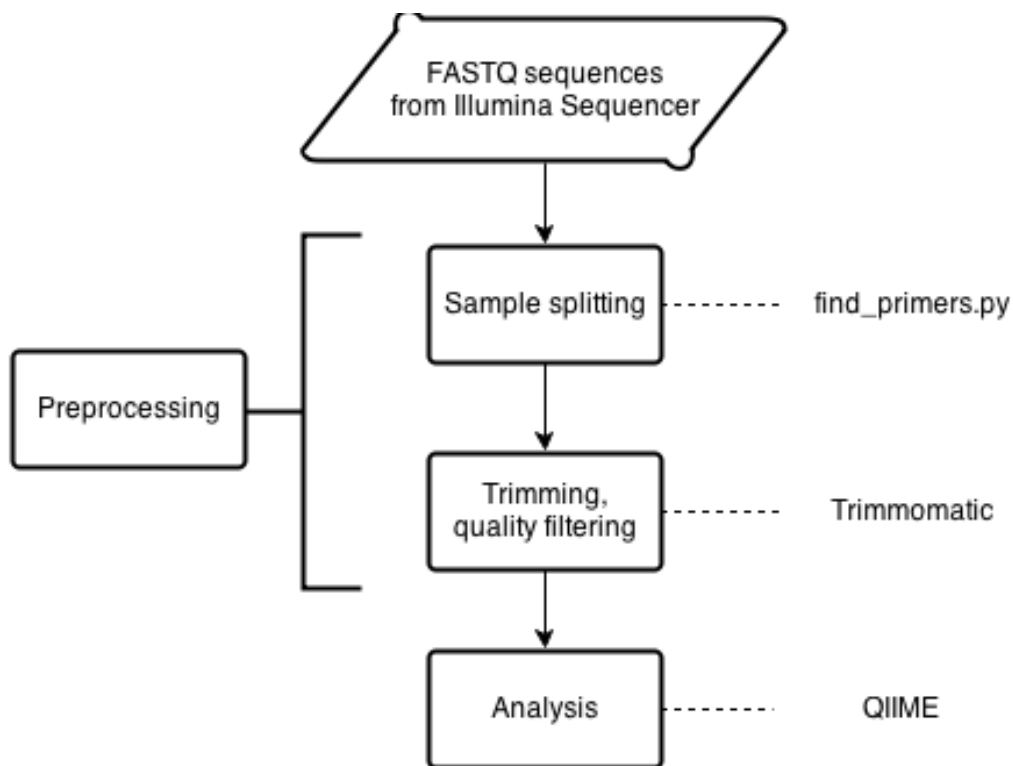 FASTQ sequences
from Illumina Sequencer
Sample splitting
find_primers.py
Preprocessing
Trimming,
quality filtering
Trimmomatic
Analysis
QIIME